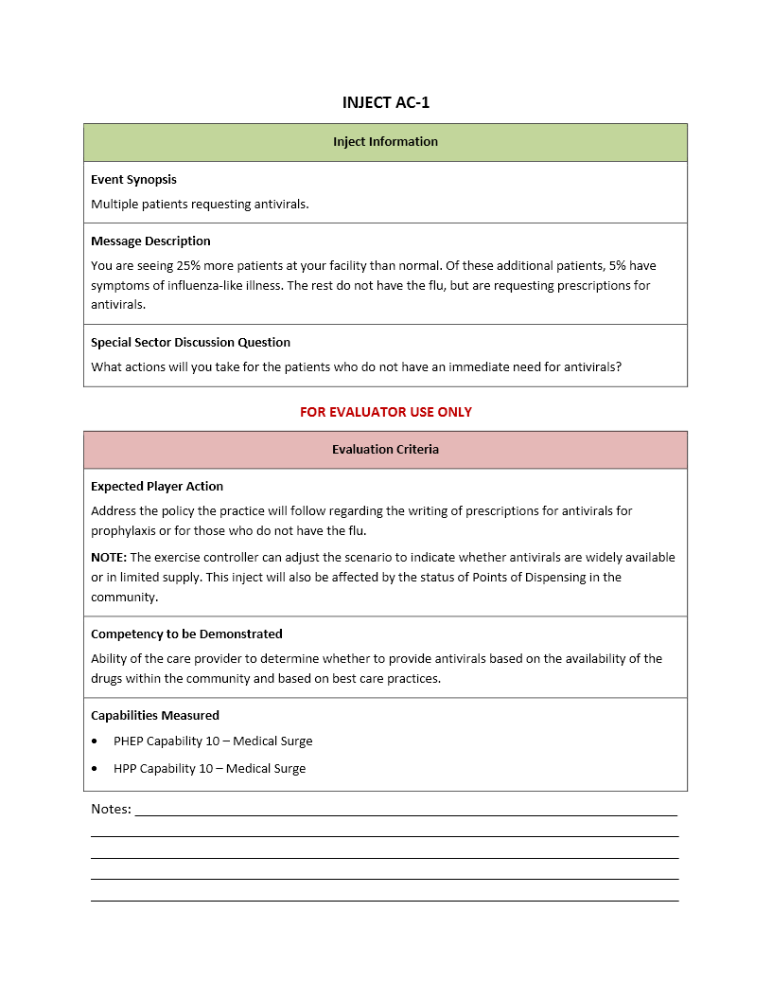 INJECT AC-1
Inject Information
Event Synopsis
Multiple patients requesting antivirals.
Message Description
You are seeing 25% more patients at your facility than normal. Of these additional patients, 5% have
symptoms of influenza-like illness. The rest do not have the flu, but are requesting prescriptions for
antivirals.
Special Sector Discussion Question
What actions will you take for the patients who do not have an immediate need for antivirals?
FOR EVALUATOR USE ONLY
Evaluation Criteria
Expected Player Action
Address the policy the practice will follow regarding the writing of prescriptions for antivirals for
prophylaxis or for those who do not have the flu.
NOTE: The exercise controller can adjust the scenario to indicate whether antivirals are widely available
or in limited supply. This inject will also be affected by the status of Points of Dispensing in the
community.
Competency to be Demonstrated
Ability of the care provider to determine whether to provide antivirals based on the availability of the
drugs within the community and based on best care practices.
Capabilities Measured
• PHEP Capability 10 – Medical Surge
• HPP Capability 10 – Medical Surge
Notes: